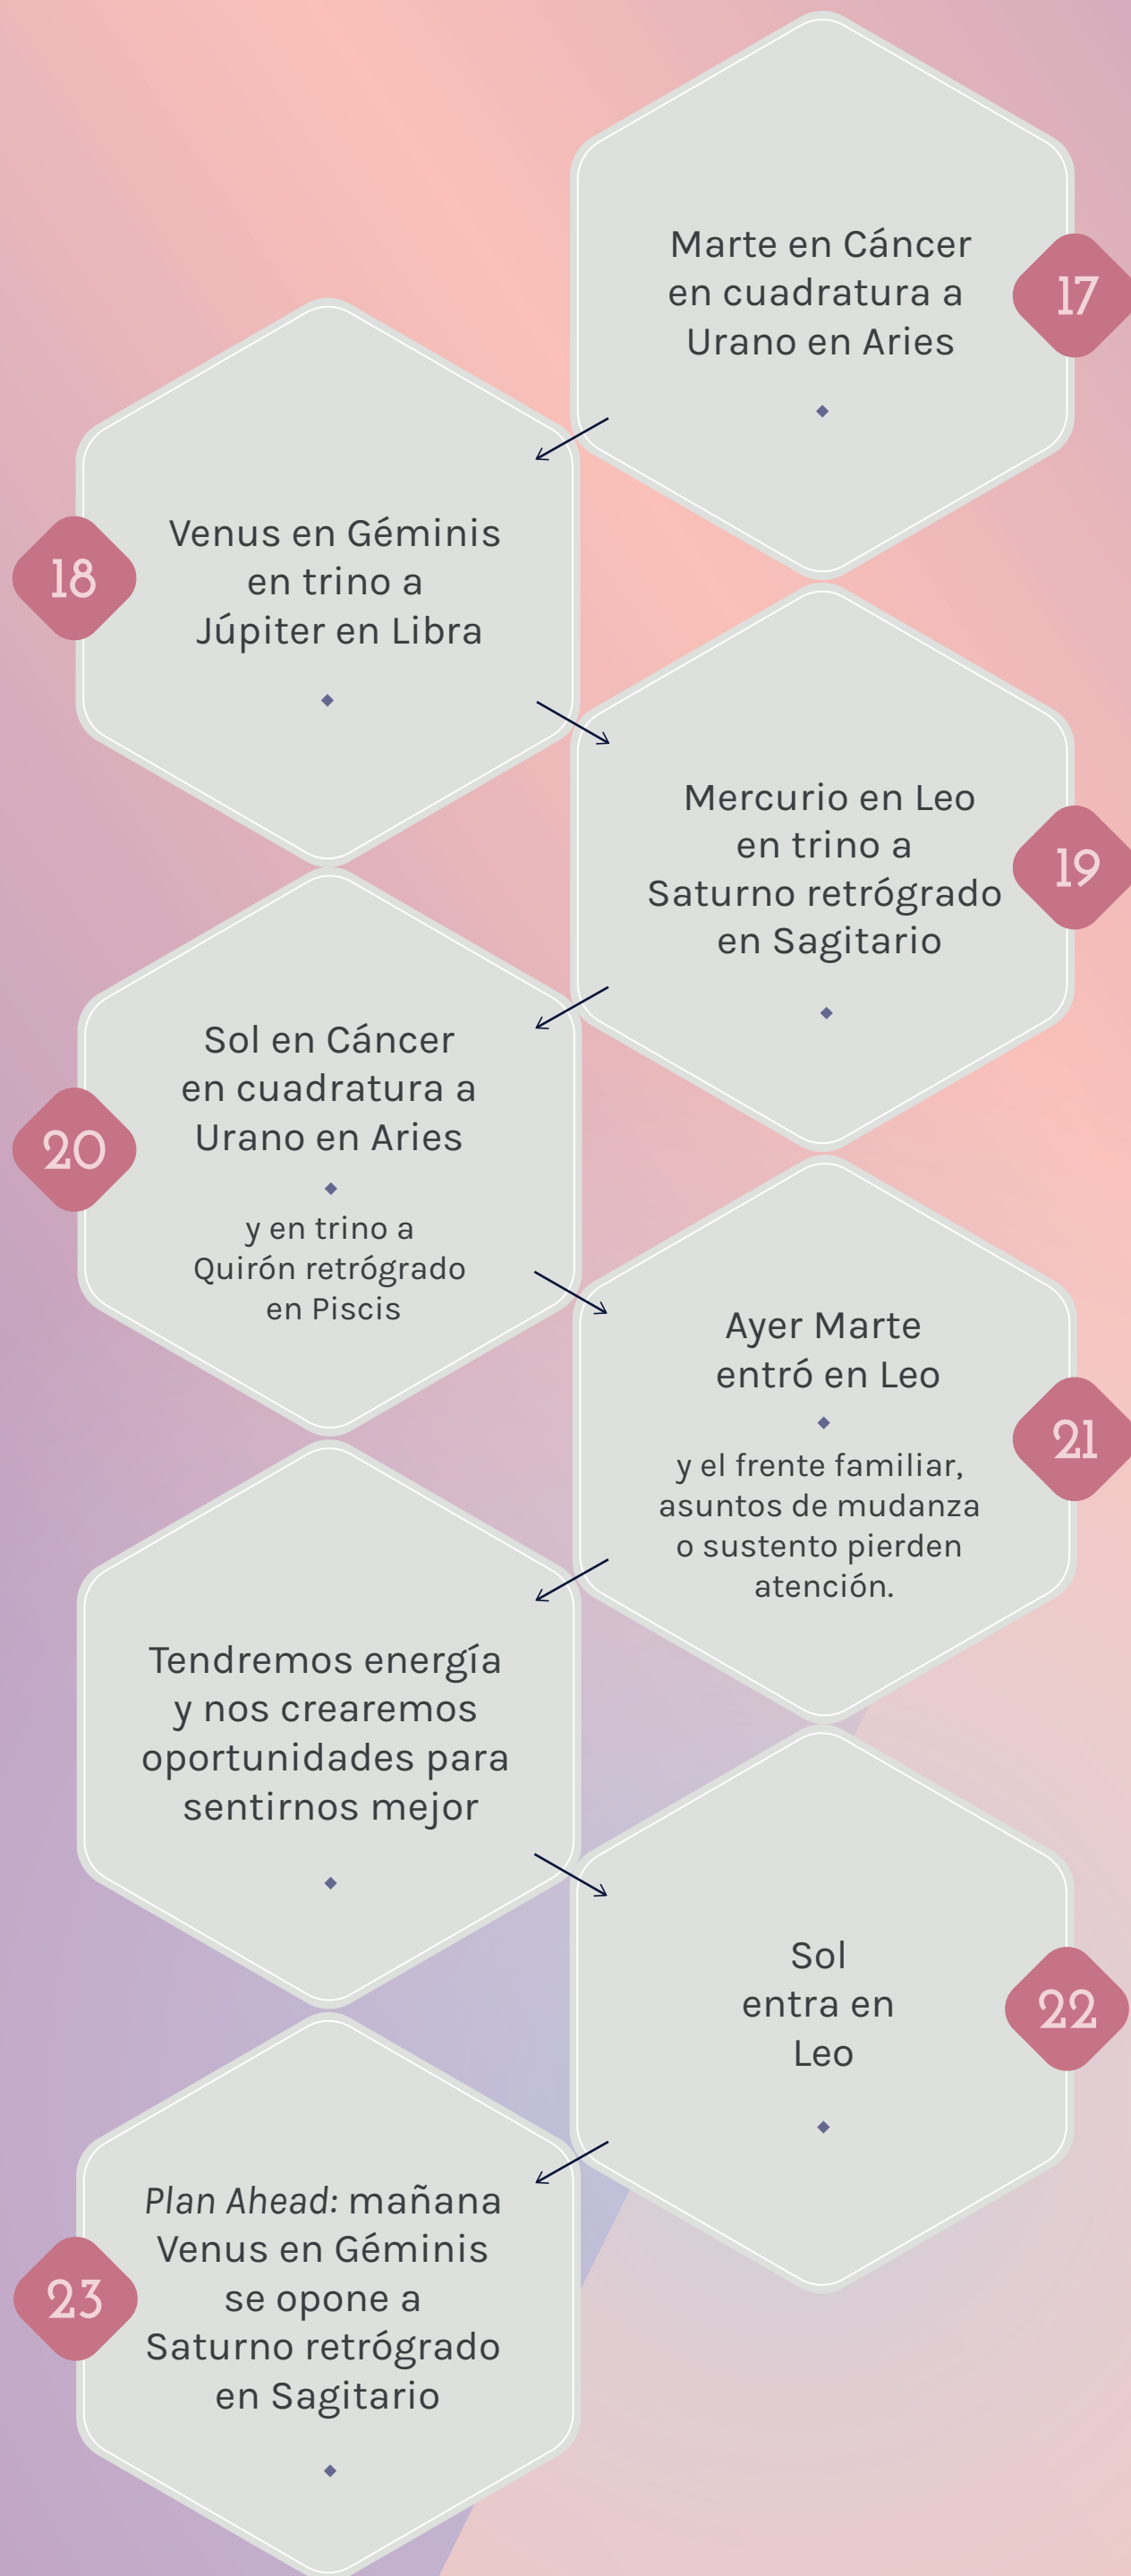 17
Marte en Cáncer
en cuadratura a
Urano en Aries
18
Venus en Géminis
en trino a
Júpiter en Libra
19
Mercurio en Leo
en trino a
Saturno retrógrado
en Sagitario
20
Sol en Cáncer
en cuadratura a
Urano en Aries
y en trino a
Quirón retrógrado
en Piscis
21
Ayer Marte
entró en Leo
y el frente familiar,
asuntos de mudanza
o sustento pierden
atención.
Tendremos energía
y nos crearemos
oportunidades para
sentirnos mejor
22
Sol
entra en
Leo
23
Plan Ahead: mañana
Venus en Géminis
se opone a
Saturno retrógrado
en Sagitario